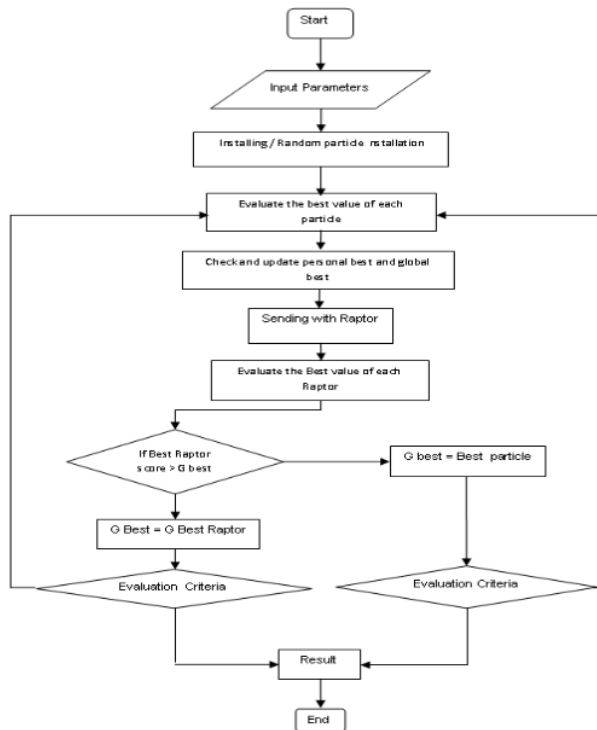 Start
Input Parameters
Installing / Random particle nstallation
Evaluate the best value of each
particle
Check and update personal best and global
best
Sending with Raptor
Evaluate the Best value of each
Raptor
If Best Raptor
score > G best
G best = Best particle
G Best = G Best Raptor
Evaluation Criteria
Evaluation Criteria
Result
End